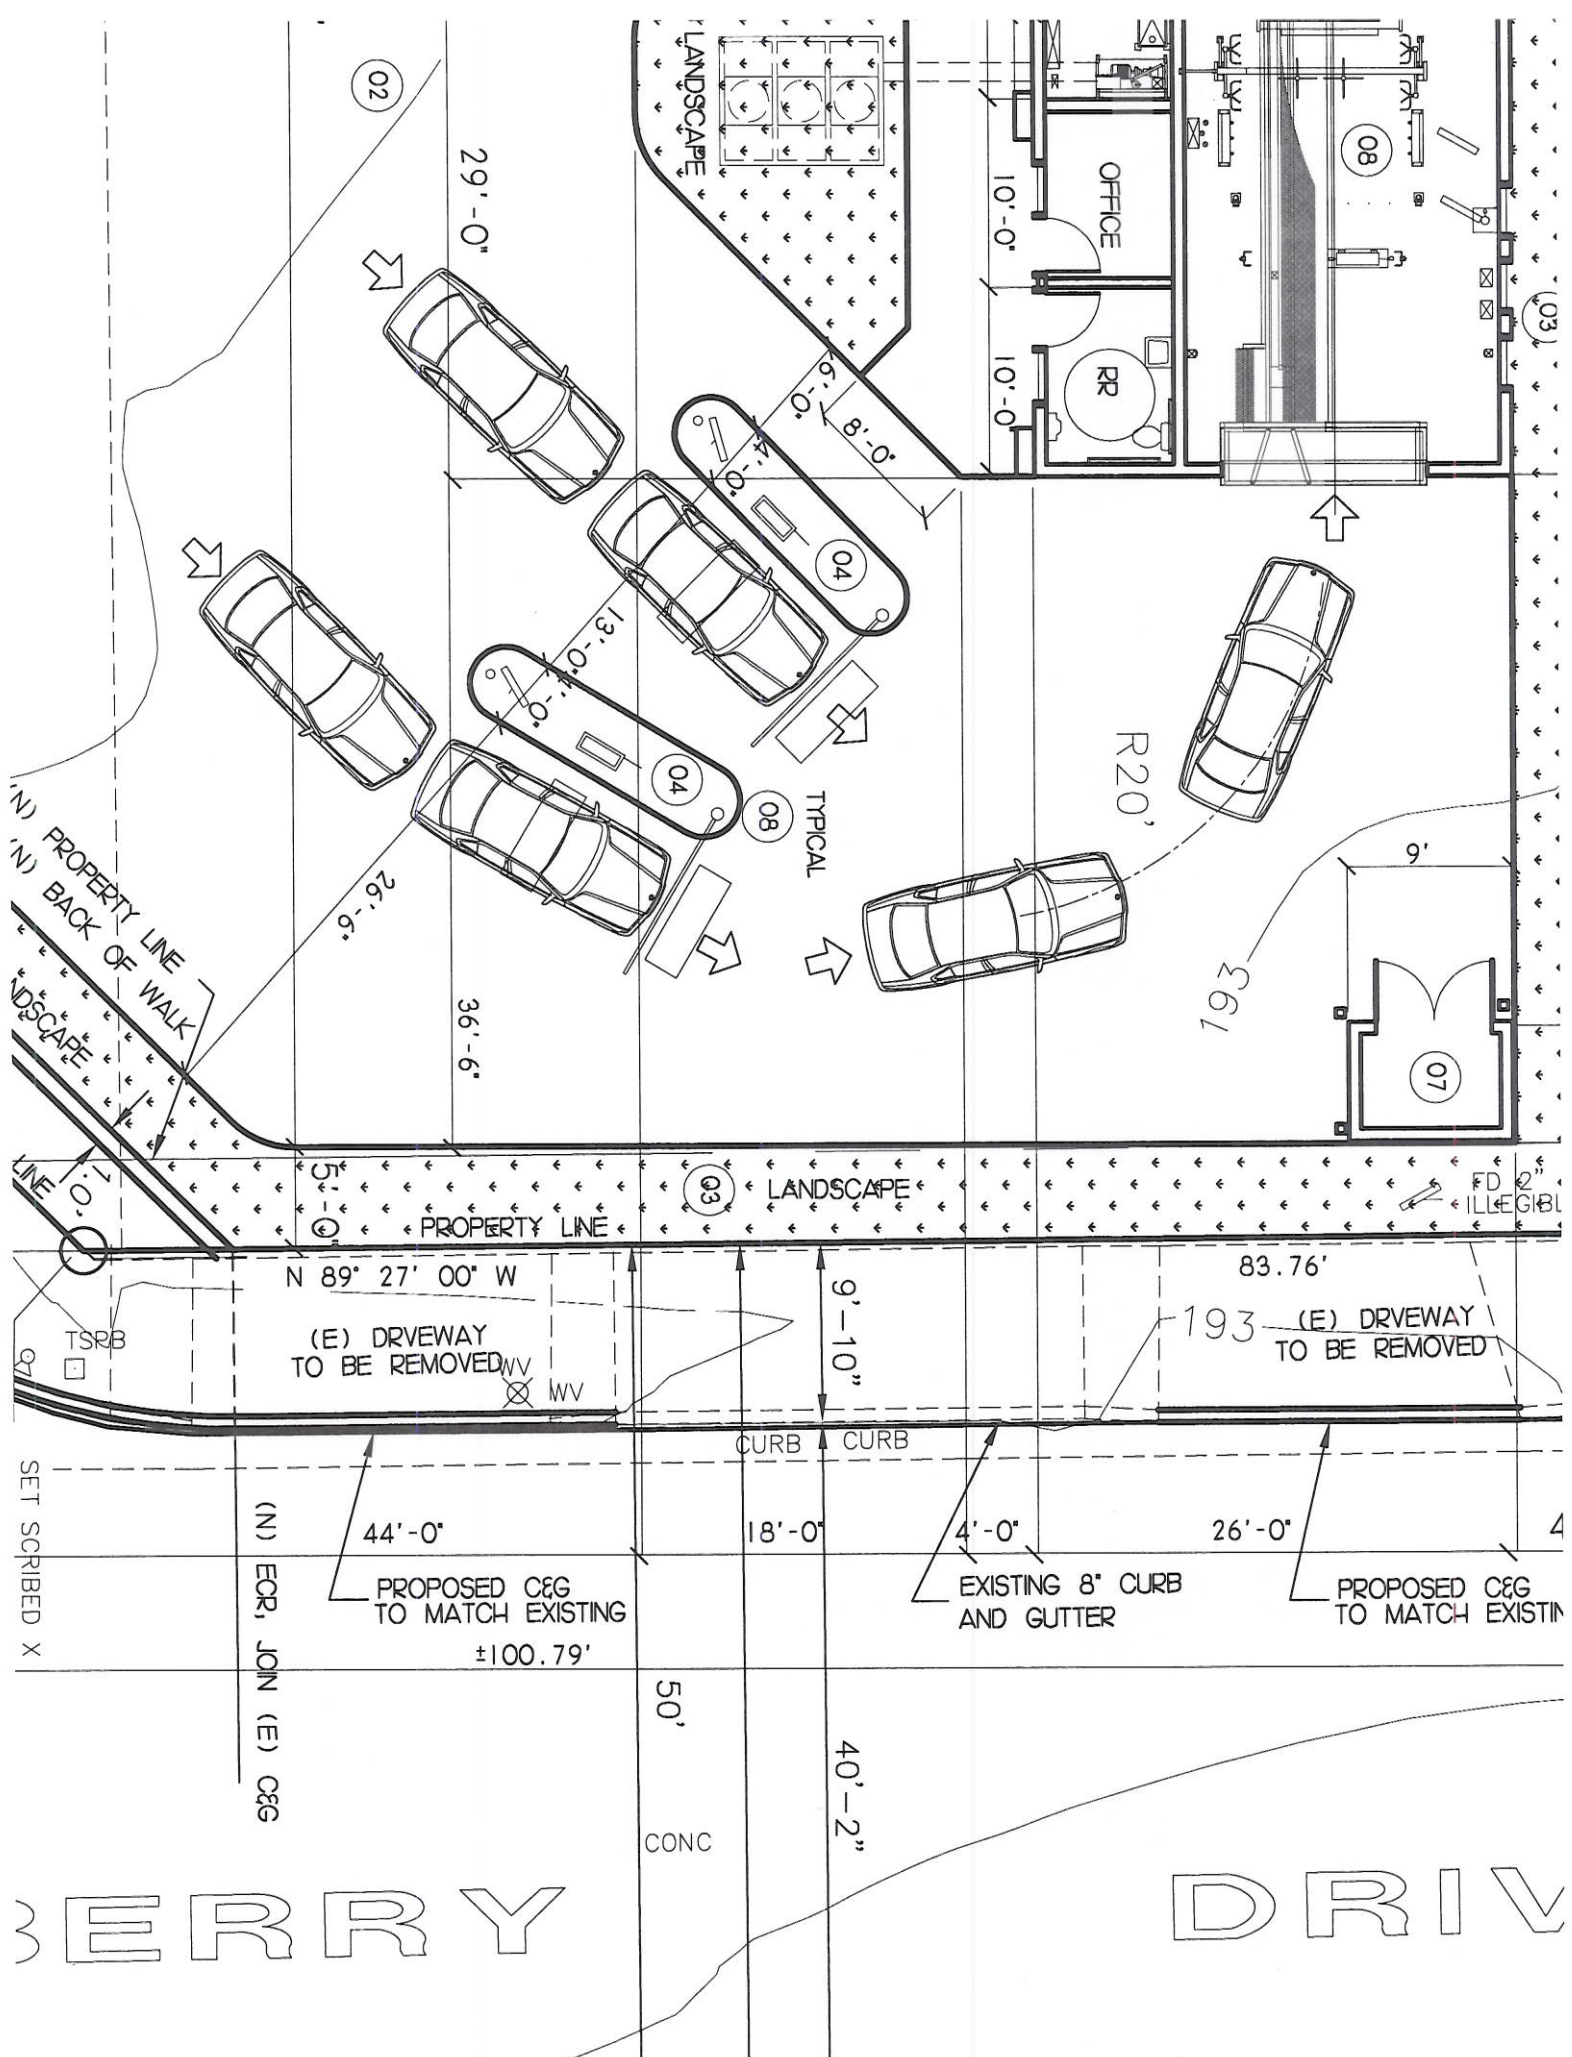 02
LANDSCAPE
08
OFFICE
10'-0"
(03)
29'-0"
RR
10'-0
6'-0"
8'-0"
4'-0"
04
13'-0"
4'-0"
04
08
TYPICAL
R20'
9'
26'-6"
36'-6"
193
07
(N) PROPERTY LINE
(N) BACK OF WALK
NDSCAPE
LINE
1.0'
5'-0"
03
LANDSCAPE
FD 2"
ILLEGIBL
PROPERTY LINE
N 89° 27' 00" W
83.76'
9'-10"
TSRB
(E) DRVEWAY
TO BE REMOVED
WV
WV
193
(E) DRVEWAY
TO BE REMOVED
CURB
CURB
SET SCRIBED X
(N) ECR, JOIN (E) C&G
44'-0"
18'-0"
4'-0"
26'-0"
4
PROPOSED C&G
TO MATCH EXISTING
EXISTING 8" CURB
AND GUTTER
PROPOSED C&G
TO MATCH EXISTIN
±100.79'
50'
40'-2"
CONC
BERRY DRIV